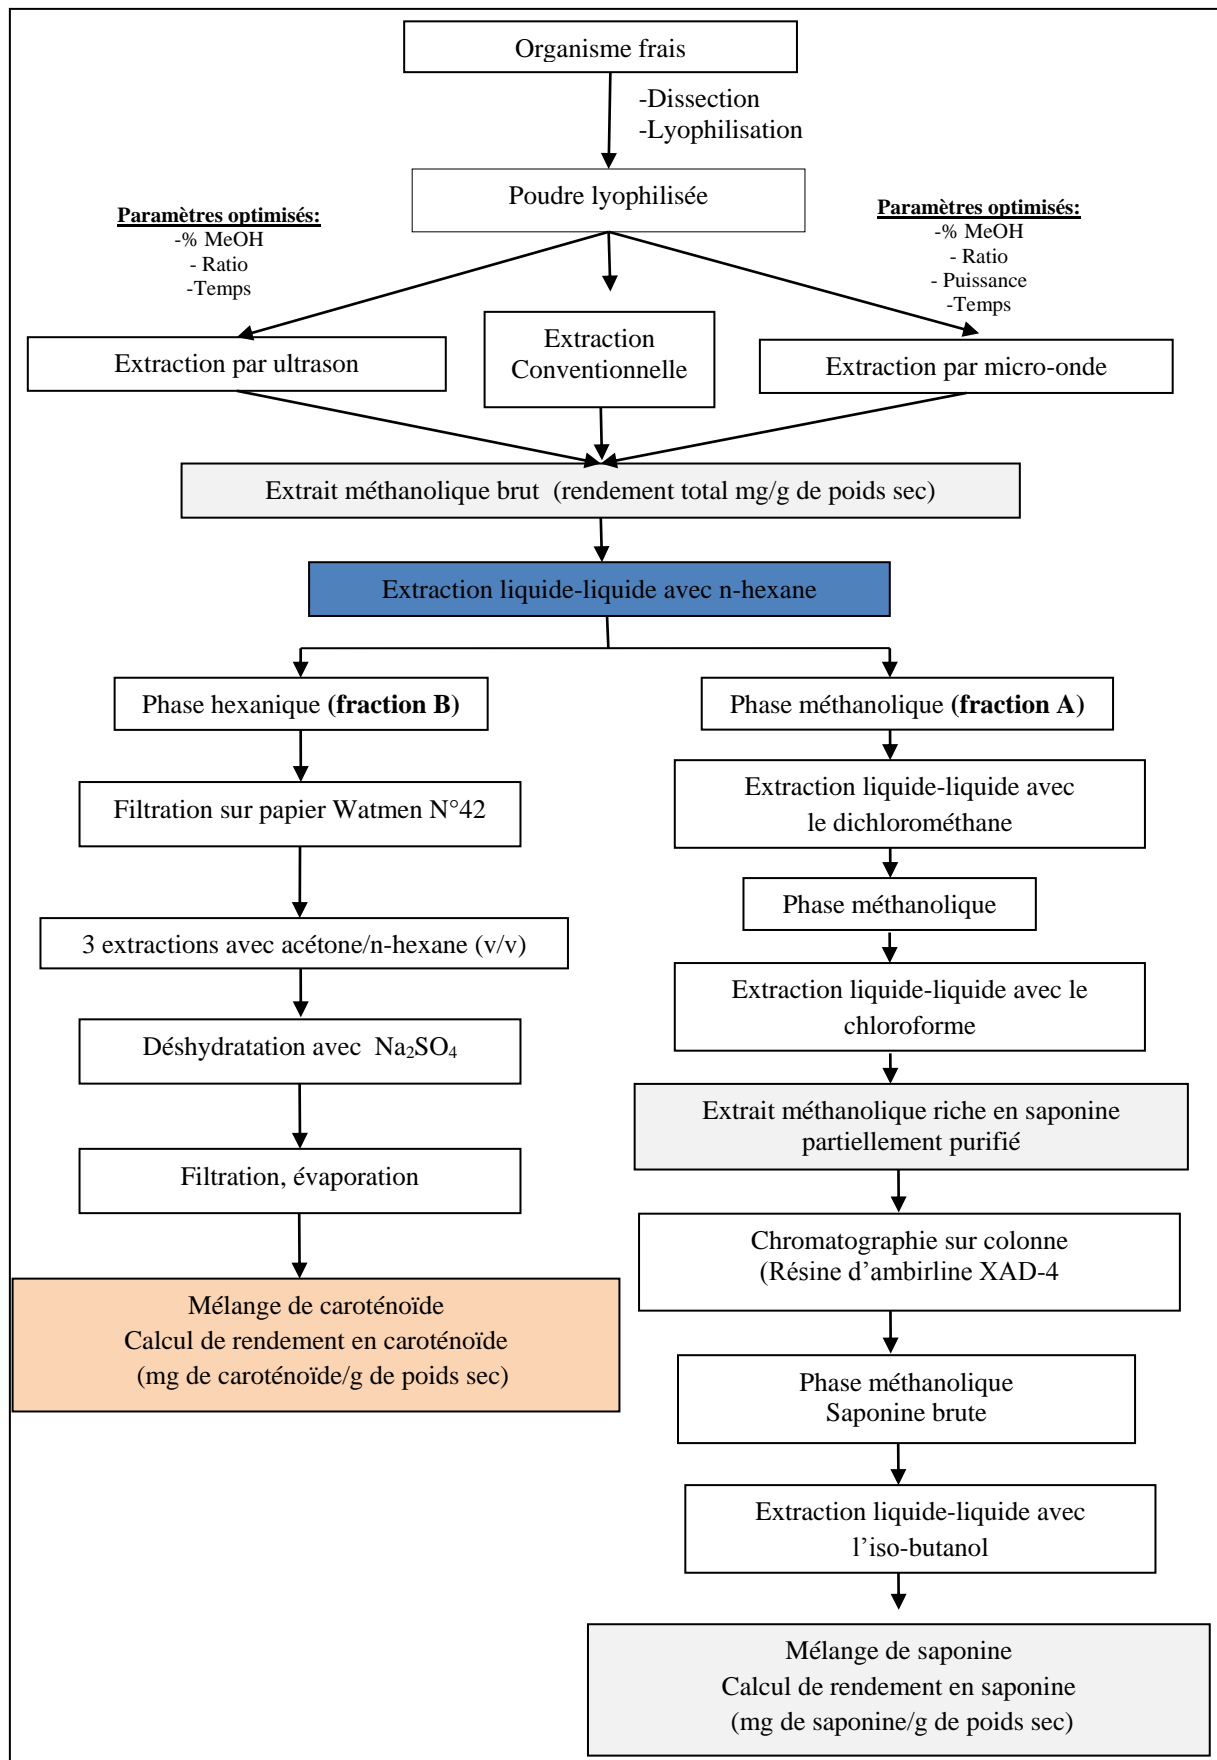 Organisme frais
-Dissection
-Lyophilisation
Poudre lyophilisée
Paramètres optimisés:
-% MeOH
- Ratio
-Temps
Paramètres optimisés:
-% MeOH
- Ratio
- Puissance
-Temps
Extraction par ultrason
Extraction
Conventionnelle
Extraction par micro-onde
Extrait méthanolique brut  (rendement total mg/g de poids sec)
Extraction liquide-liquide avec n-hexane
Phase hexanique (fraction B)
Filtration sur papier Watmen N°42
3 extractions avec acétone/n-hexane (v/v)
Déshydratation avec  Na₂SO₄
Filtration, évaporation
Mélange de caroténoïde
Calcul de rendement en caroténoïde
(mg de caroténoïde/g de poids sec)
Phase méthanolique (fraction A)
Extraction liquide-liquide avec
le dichlorométhane
Phase méthanolique
Extraction liquide-liquide avec le
chloroforme
Extrait méthanolique riche en saponine
partiellement purifié
Chromatographie sur colonne
(Résine d’ambirline XAD-4
Phase méthanolique
Saponine brute
Extraction liquide-liquide avec
l’iso-butanol
Mélange de saponine
Calcul de rendement en saponine
(mg de saponine/g de poids sec)